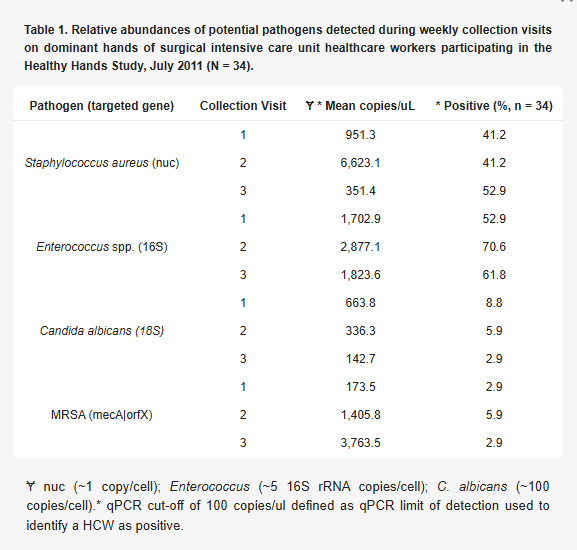 Table 1. Relative abundances of potential pathogens detected during weekly collection visits
on dominant hands of surgical intensive care unit healthcare workers participating in the
Healthy Hands Study, July 2011 (N = 34).
Pathogen (targeted gene) Collection Visit Ɏ * Mean copies/uL * Positive (%, n = 34)
1 951.3 41.2
Staphylococcus aureus (nuc) 2 6,623.1 41.2
3 351.4 52.9
1 1,702.9 52.9
Enterococcus spp. (16S) 2 2,877.1 70.6
3 1,823.6 61.8
1 663.8 8.8
Candida albicans (18S) 2 336.3 5.9
3 142.7 2.9
1 173.5 2.9
MRSA (mecA|orfX) 2 1,405.8 5.9
3 3,763.5 2.9
Ɏ nuc (~1 copy/cell); Enterococcus (~5 16S rRNA copies/cell); C. albicans (~100
copies/cell).* qPCR cut-off of 100 copies/ul defined as qPCR limit of detection used to
identify a HCW as positive.